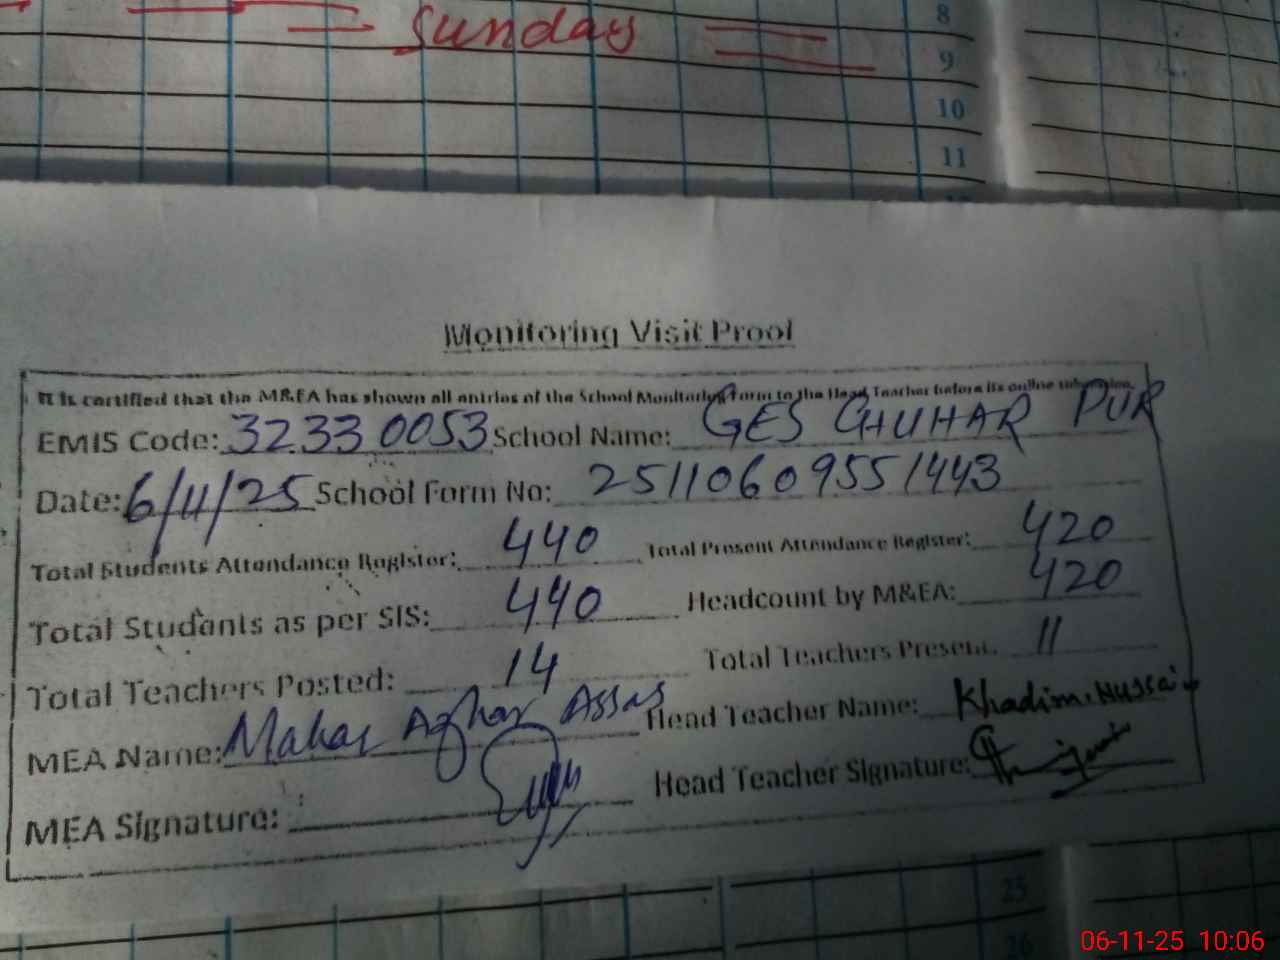 Sunday
8
9
10
11
Monitoring Visit Proof
It is certified that the M&EA has shown all entries of the School Monitoring Form to the Head Teacher before its online submission.
EMIS Code: 32330053 School Name: GES CHUHAR PUR
Date: 6/11/25 School Form No: 25110609551443
Total Students Attendance Register: 440 Total Present Attendance Register: 420
Total Students as per SIS: 440 Headcount by M&EA: 420
Total Teachers Posted: 14 Total Teachers Present: 11
MEA Name: Mahar Azhar Abbas Head Teacher Name: Khadim Hussain
MEA Signature: Head Teacher Signature:
25
26
06-11-25 10:06